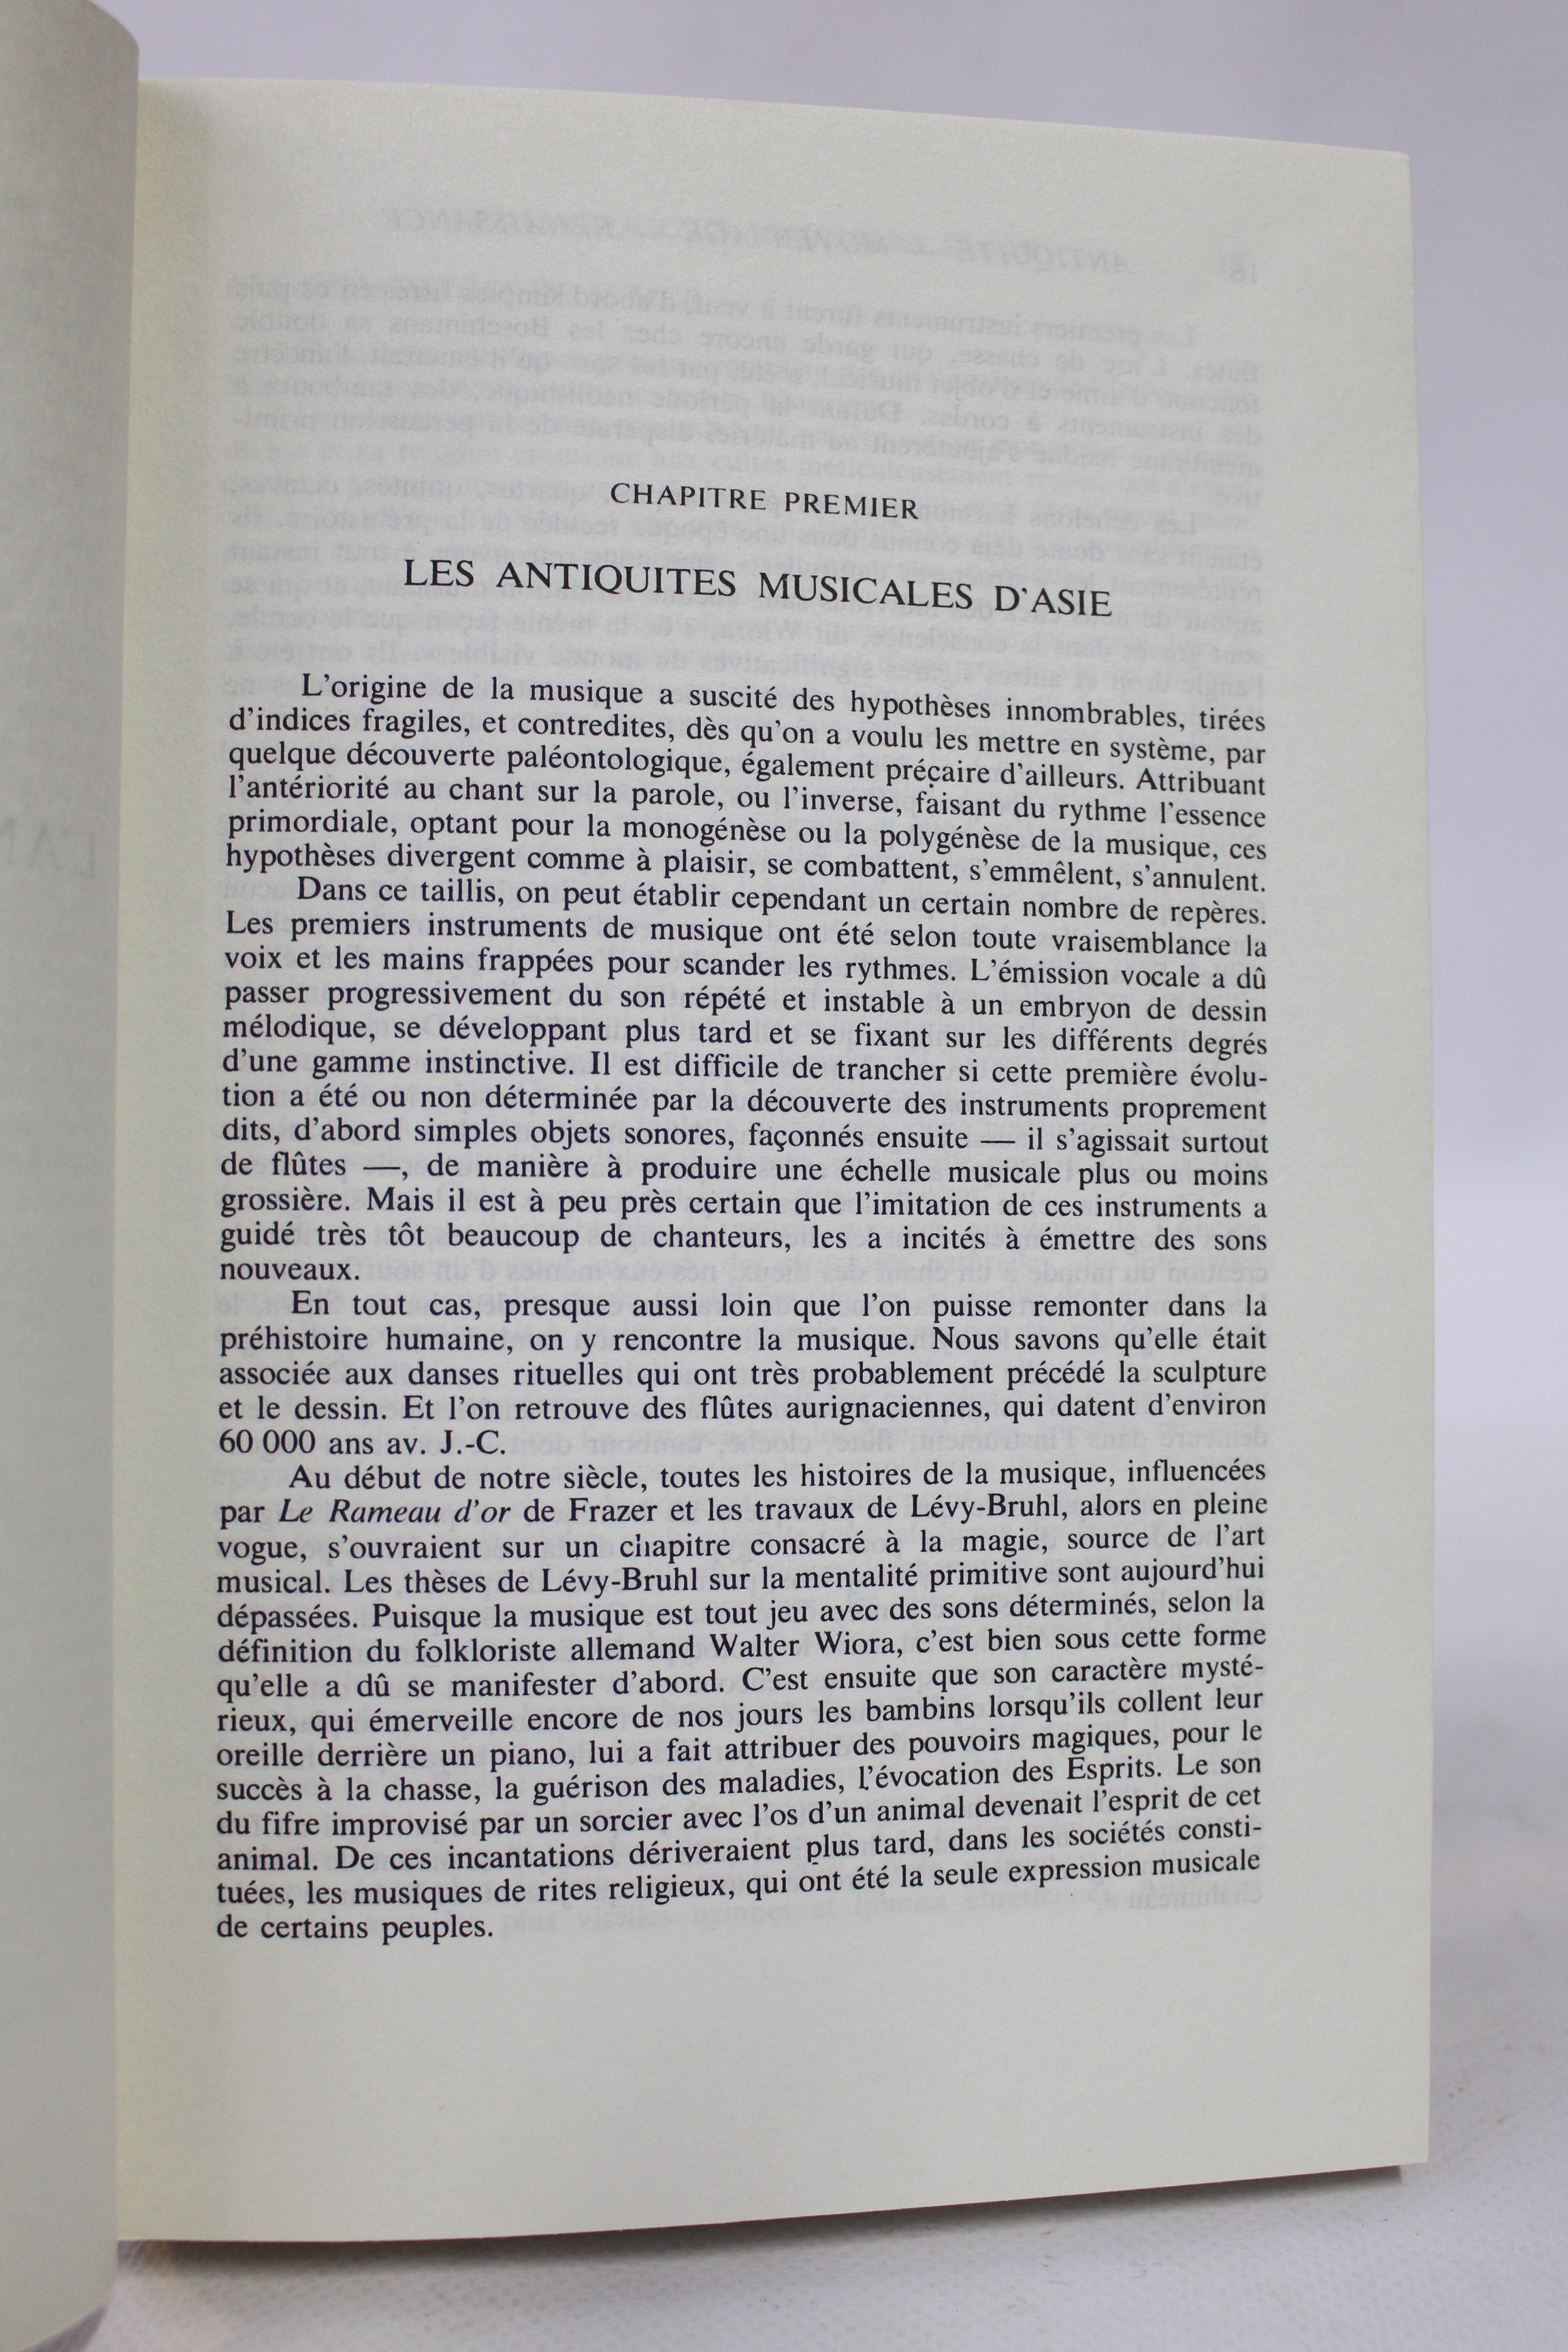 CHAPITRE PREMIER
LES ANTIQUITES MUSICALES D'ASIE
L'origine de la musique a suscité des hypothèses innombrables, tirées
d'indices fragiles, et contredites, dès qu'on a voulu les mettre en système, par
quelque découverte paléontologique, également précaire d'ailleurs. Attribuant
l'antériorité au chant sur la parole, ou l'inverse, faisant du rythme l'essence
primordiale, optant pour la monogénèse ou la polygénèse de la musique, ces
hypothèses divergent comme à plaisir, se combattent, s'emmêlent, s'annulent.
Dans ce taillis, on peut établir cependant un certain nombre de repères.
Les premiers instruments de musique ont été selon toute vraisemblance la
voix et les mains frappées pour scander les rythmes. L'émission vocale a dû
passer progressivement du son répété et instable à un embryon de dessin
mélodique, se développant plus tard et se fixant sur les différents degrés
d'une gamme instinctive. Il est difficile de trancher si cette première évolu-
tion a été ou non déterminée par la découverte des instruments proprement
dits, d'abord simples objets sonores, façonnés ensuite — il s'agissait surtout
de flûtes —, de manière à produire une échelle musicale plus ou moins
grossière. Mais il est à peu près certain que l'imitation de ces instruments a
guidé très tôt beaucoup de chanteurs, les a incités à émettre des sons
nouveaux.
En tout cas, presque aussi loin que l'on puisse remonter dans la
préhistoire humaine, on y rencontre la musique. Nous savons qu'elle était
associée aux danses rituelles qui ont très probablement précédé la sculpture
et le dessin. Et l'on retrouve des flûtes aurignaciennes, qui datent d'environ
60 000 ans av. J.-C.
Au début de notre siècle, toutes les histoires de la musique, influencées
par Le Rameau d'or de Frazer et les travaux de Lévy-Bruhl, alors en pleine
vogue, s'ouvraient sur un chapitre consacré à la magie, source de l'art
musical. Les thèses de Lévy-Bruhl sur la mentalité primitive sont aujourd'hui
dépassées. Puisque la musique est tout jeu avec des sons déterminés, selon la
définition du folkloriste allemand Walter Wiora, c'est bien sous cette forme
qu'elle a dû se manifester d'abord. C'est ensuite que son caractère mysté-
rieux, qui émerveille encore de nos jours les bambins lorsqu'ils collent leur
oreille derrière un piano, lui a fait attribuer des pouvoirs magiques, pour le
succès à la chasse, la guérison des maladies, l'évocation des Esprits. Le son
du fifre improvisé par un sorcier avec l'os d'un animal devenait l'esprit de cet
animal. De ces incantations dériveraient plus tard, dans les sociétés consti-
tuées, les musiques de rites religieux, qui ont été la seule expression musicale
de certains peuples.